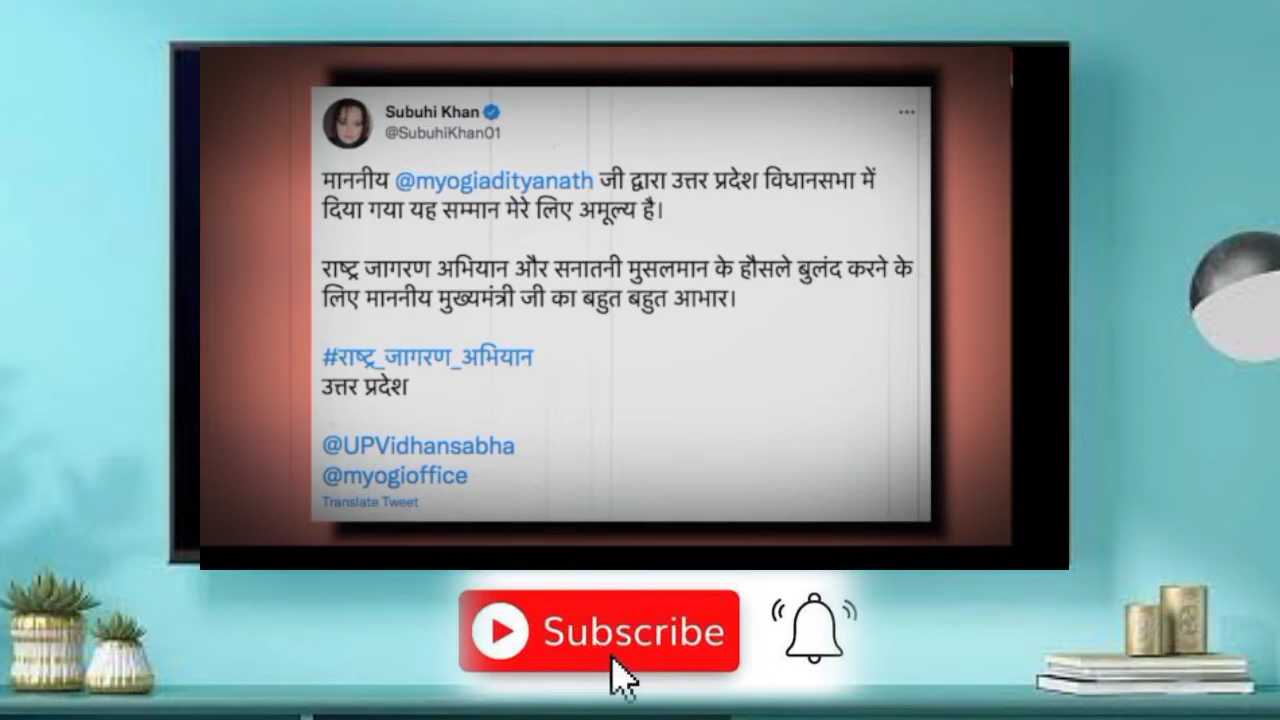 Subuhi Khan
@SubuhiKhan01
माननीय @myogiadityanath जी द्वारा उत्तर प्रदेश विधानसभा में
दिया गया यह सम्मान मेरे लिए अमूल्य है।
राष्ट्र जागरण अभियान और सनातनी मुसलमान के हौसले बुलंद करने के
लिए माननीय मुख्यमंत्री जी का बहुत बहुत आभार।
#राष्ट्र_जागरण_अभियान
उत्तर प्रदेश
@UPVidhansabha
@myogioffice
Translate Tweet
Subscribe